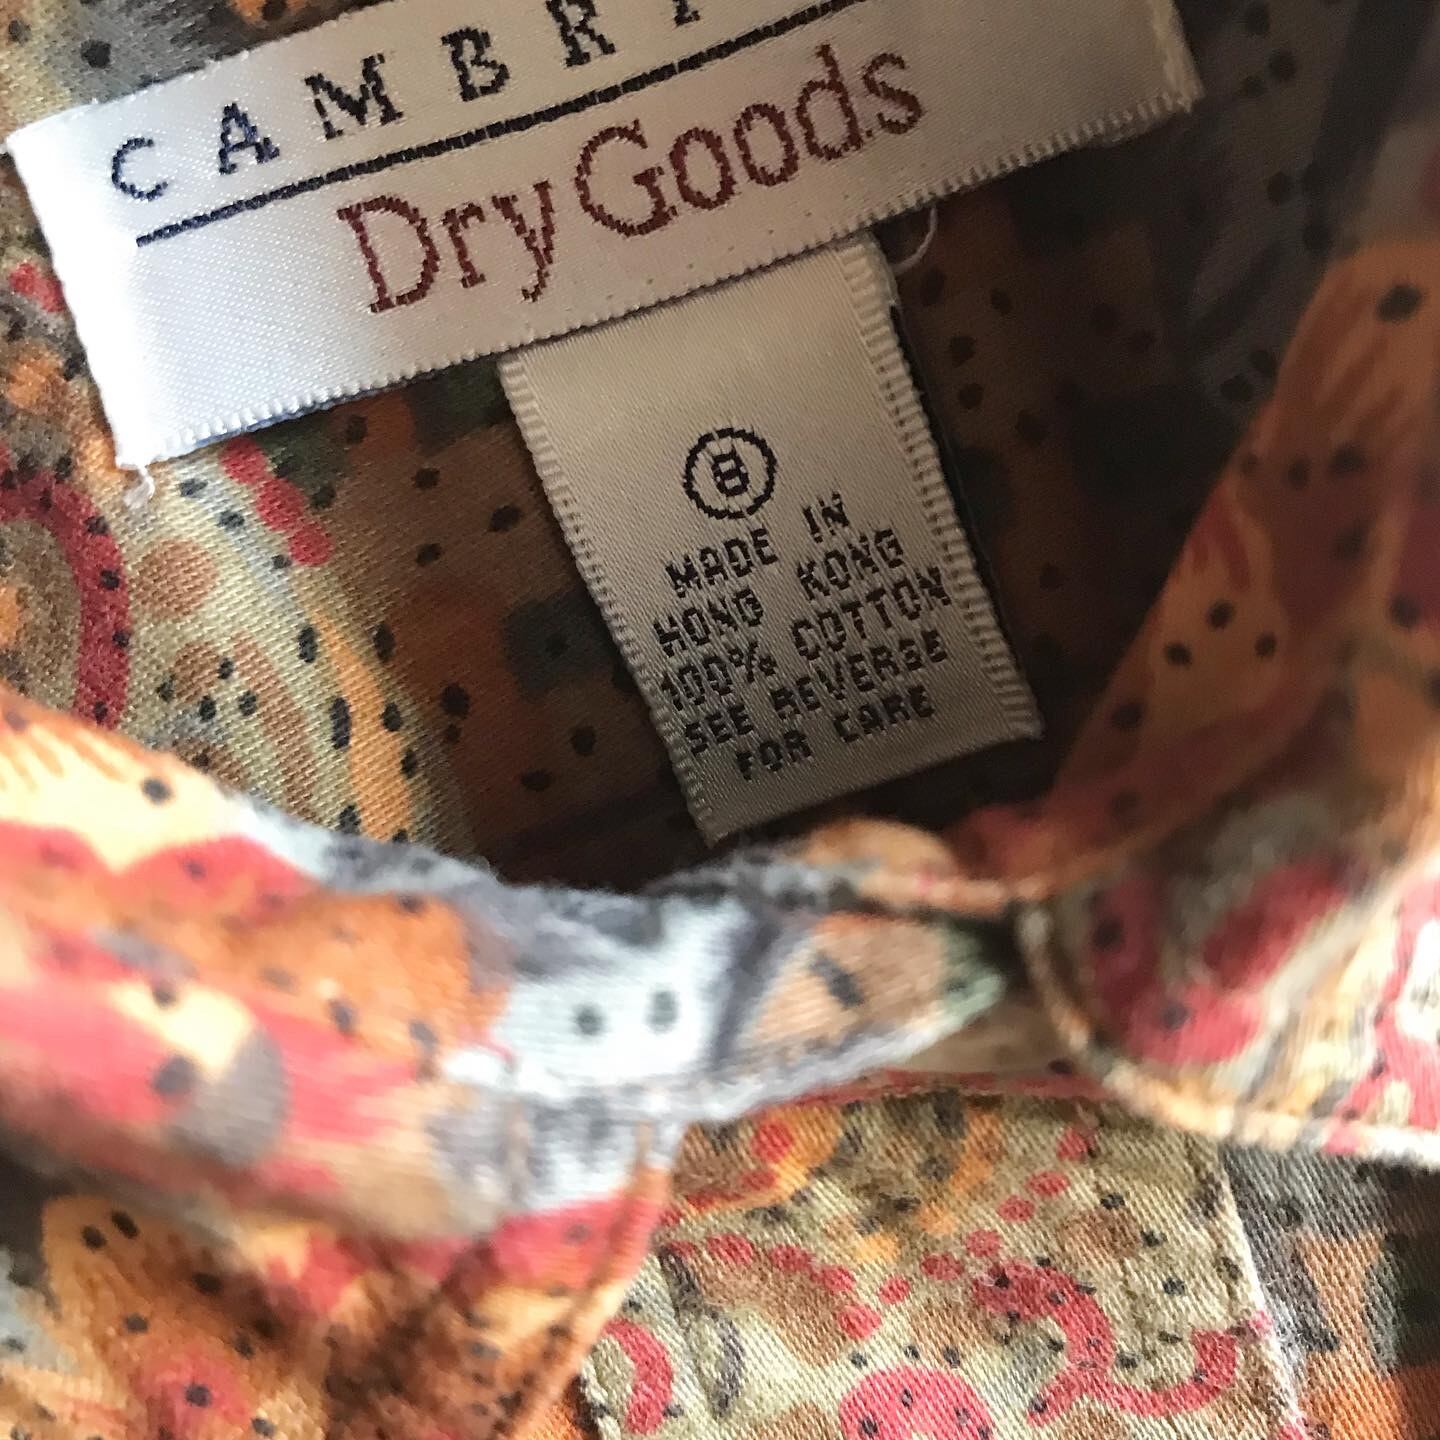 CAMBRI
Dry Goods
8
MADE IN
HONG KONG
100% COTTON
SEE REVERSE
FOR CARE